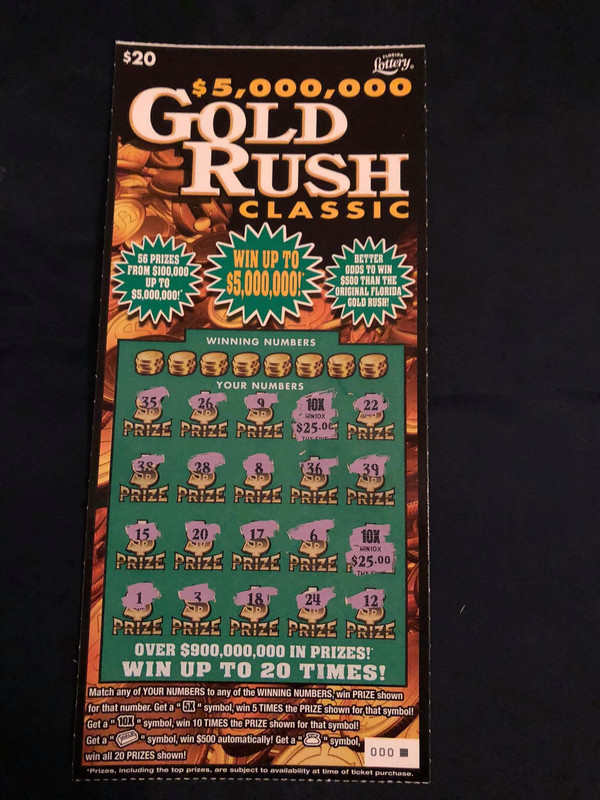 $20
FLORIDA
Lottery
$5,000,000
GOLD
RUSH
CLASSIC
56 PRIZES
FROM $100,000
UP TO
$5,000,000!*
WIN UP TO
$5,000,000!*
BETTER
ODDS TO WIN
$500 THAN THE
ORIGINAL FLORIDA
GOLD RUSH!
WINNING NUMBERS
YOUR NUMBERS
35 26 9 10X 22
WIN10X
PRIZE PRIZE PRIZE $25.00 PRIZE
38 28 8 36 39
PRIZE PRIZE PRIZE PRIZE PRIZE
15 20 17 6 10X
WIN10X
PRIZE PRIZE PRIZE PRIZE $25.00
1 3 18 24 12
PRIZE PRIZE PRIZE PRIZE PRIZE
OVER $900,000,000 IN PRIZES!*
WIN UP TO 20 TIMES!
Match any of YOUR NUMBERS to any of the WINNING NUMBERS, win PRIZE shown
for that number. Get a "5X" symbol, win 5 TIMES the PRIZE shown for that symbol!
Get a "10X" symbol, win 10 TIMES the PRIZE shown for that symbol!
Get a " " symbol, win $500 automatically! Get a " " symbol,
win all 20 PRIZES shown!
000
*Prizes, including the top prizes, are subject to availability at time of ticket purchase.